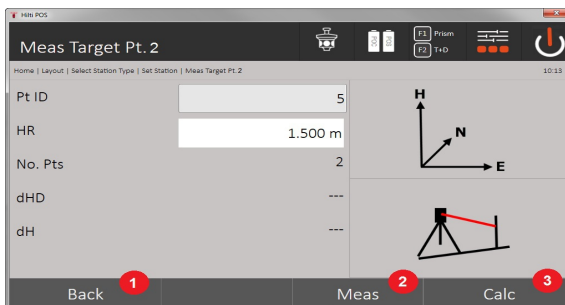 Hilti POS
Meas Target Pt. 2
POC
POB
F1 Prism
F2 T+D
Home | Layout | Select Station Type | Set Station | Meas Target Pt. 2
10:13
Pt ID 5
HR 1.500 m
No. Pts 2
dHD ---
dH ---
H
N
E
1
2
3
Back Meas Calc